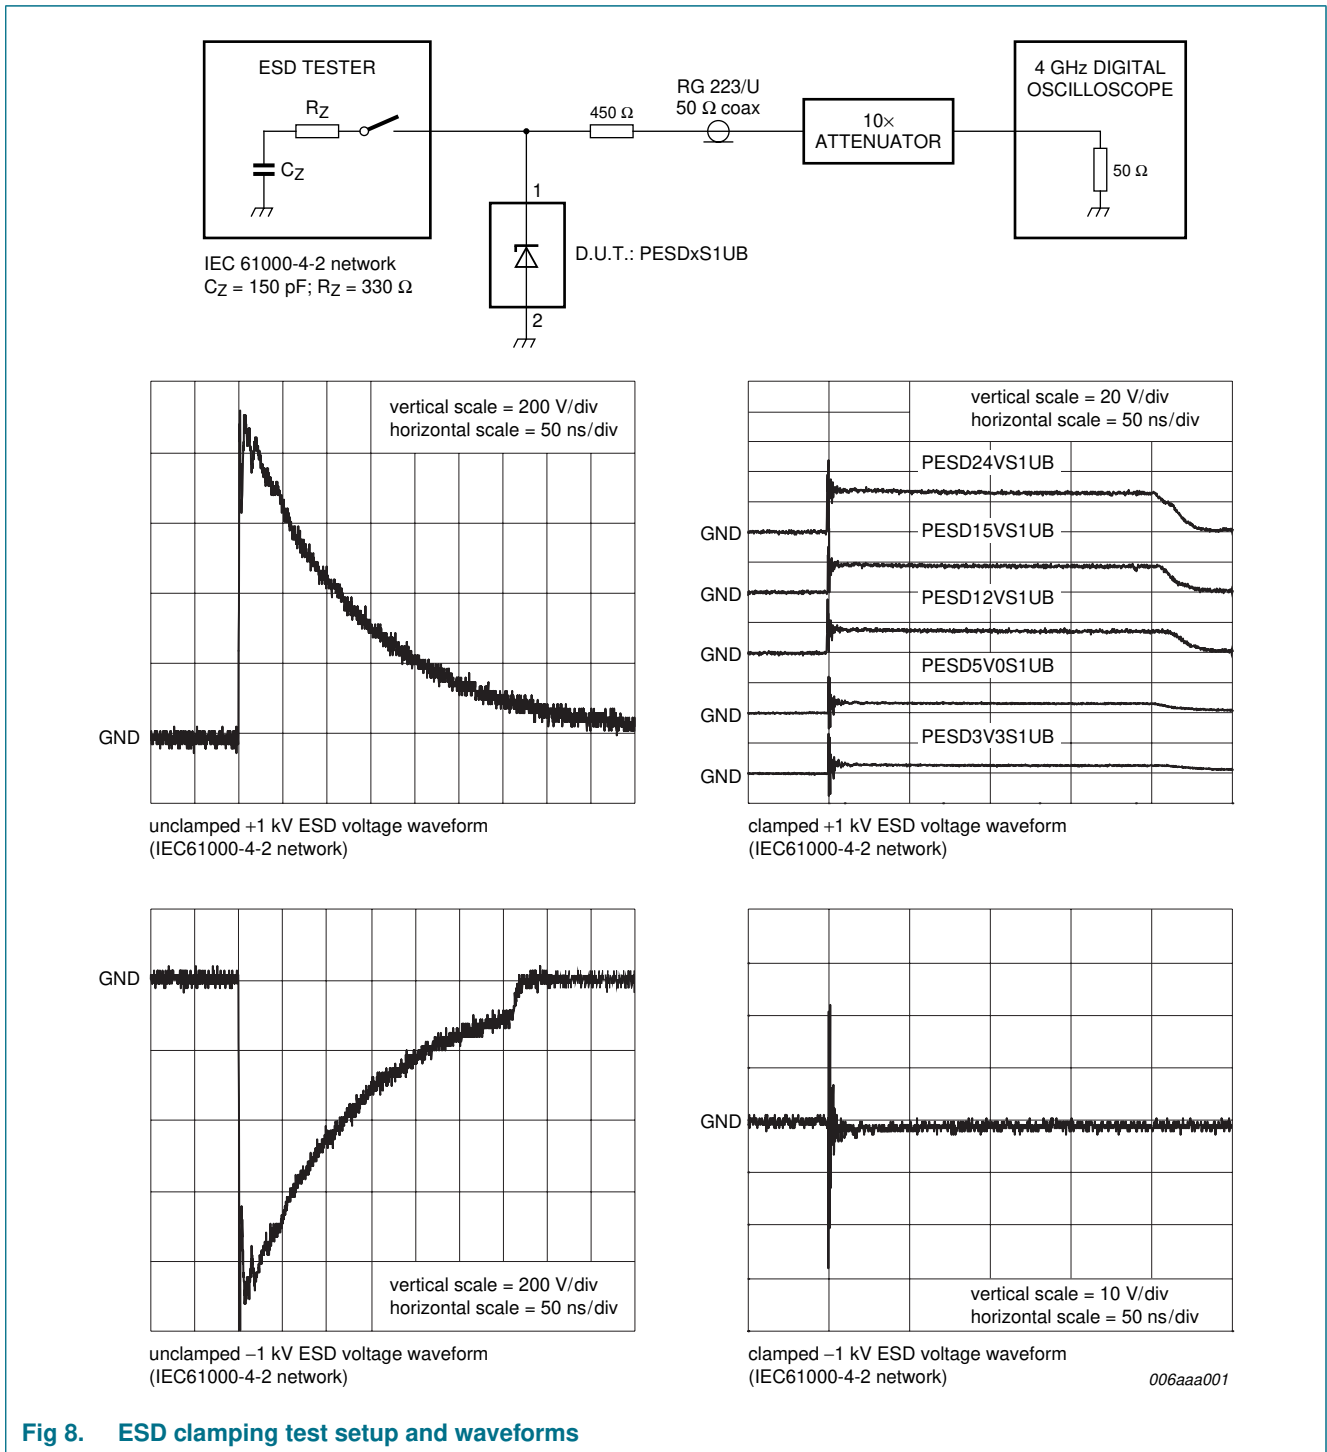 ESD TESTER
RZ
CZ
IEC 61000-4-2 network
CZ = 150 pF; RZ = 330 Ω
450 Ω
RG 223/U
50 Ω coax
10×
ATTENUATOR
4 GHz DIGITAL
OSCILLOSCOPE
50 Ω
1
D.U.T.: PESDxS1UB
2
vertical scale = 200 V/div
horizontal scale = 50 ns/div
GND
unclamped +1 kV ESD voltage waveform
(IEC61000-4-2 network)
vertical scale = 20 V/div
horizontal scale = 50 ns/div
PESD24VS1UB
GND
PESD15VS1UB
GND
PESD12VS1UB
GND
PESD5V0S1UB
GND
PESD3V3S1UB
GND
clamped +1 kV ESD voltage waveform
(IEC61000-4-2 network)
GND
vertical scale = 200 V/div
horizontal scale = 50 ns/div
unclamped −1 kV ESD voltage waveform
(IEC61000-4-2 network)
GND
vertical scale = 10 V/div
horizontal scale = 50 ns/div
clamped −1 kV ESD voltage waveform
(IEC61000-4-2 network)
006aaa001
Fig 8. ESD clamping test setup and waveforms